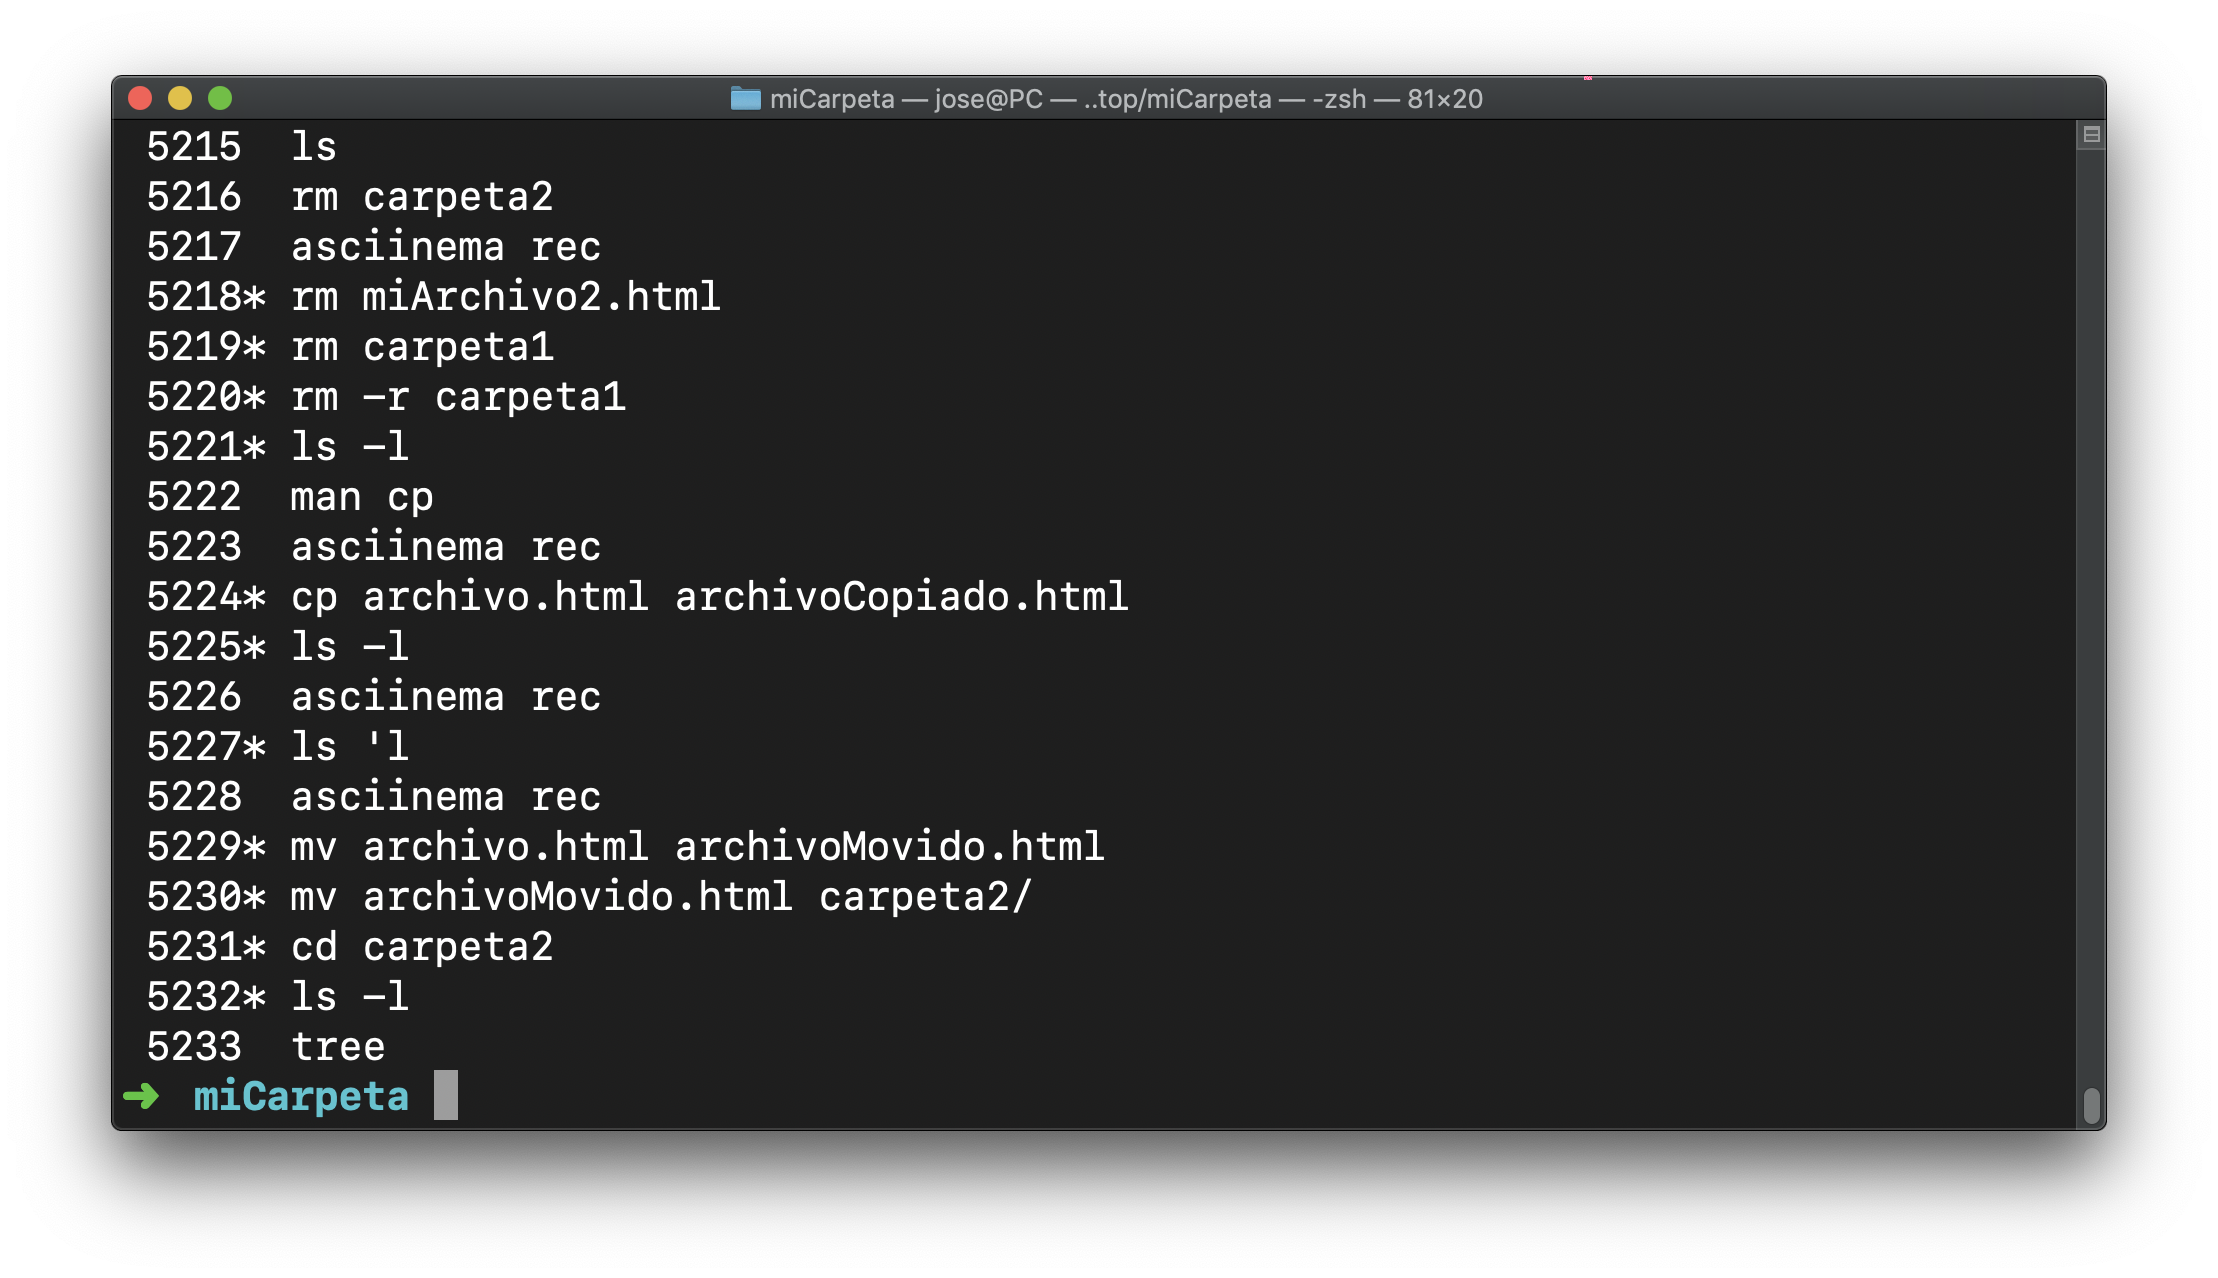 miCarpeta — jose@PC — ..top/miCarpeta — -zsh — 81×20
5215  ls
5216  rm carpeta2
5217  asciinema rec
5218* rm miArchivo2.html
5219* rm carpeta1
5220* rm -r carpeta1
5221* ls -l
5222  man cp
5223  asciinema rec
5224* cp archivo.html archivoCopiado.html
5225* ls -l
5226  asciinema rec
5227* ls 'l
5228  asciinema rec
5229* mv archivo.html archivoMovido.html
5230* mv archivoMovido.html carpeta2/
5231* cd carpeta2
5232* ls -l
5233  tree
➜  miCarpeta